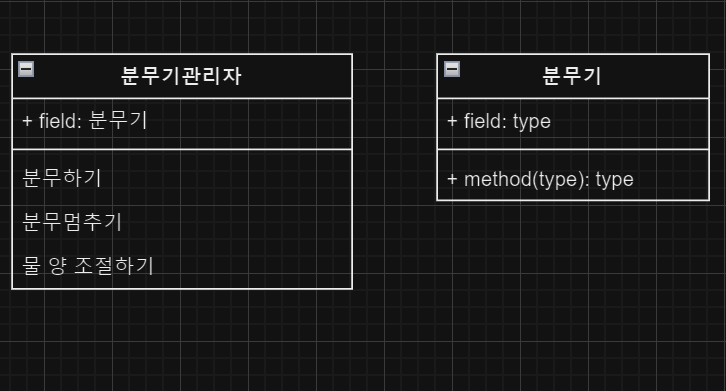 분무기관리자
+ field: 분무기
분무하기
분무멈추기
물 양 조절하기
분무기
+ field: type
+ method(type): type